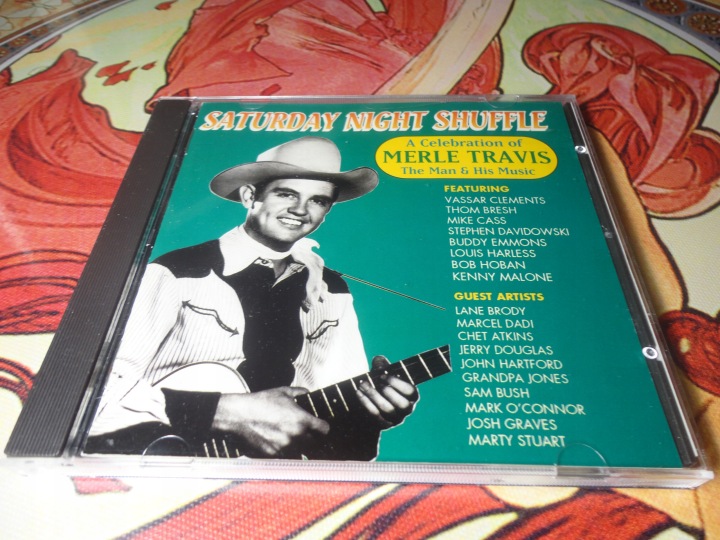 SATURDAY NIGHT SHUFFLE
A Celebration of
MERLE TRAVIS
The Man & His Music
FEATURING
VASSAR CLEMENTS
THOM BRESH
MIKE CASS
STEPHEN DAVIDOWSKI
BUDDY EMMONS
LOUIS HARLESS
BOB HOBAN
KENNY MALONE
GUEST ARTISTS
LANE BRODY
MARCEL DADI
CHET ATKINS
JERRY DOUGLAS
JOHN HARTFORD
GRANDPA JONES
SAM BUSH
MARK O'CONNOR
JOSH GRAVES
MARTY STUART